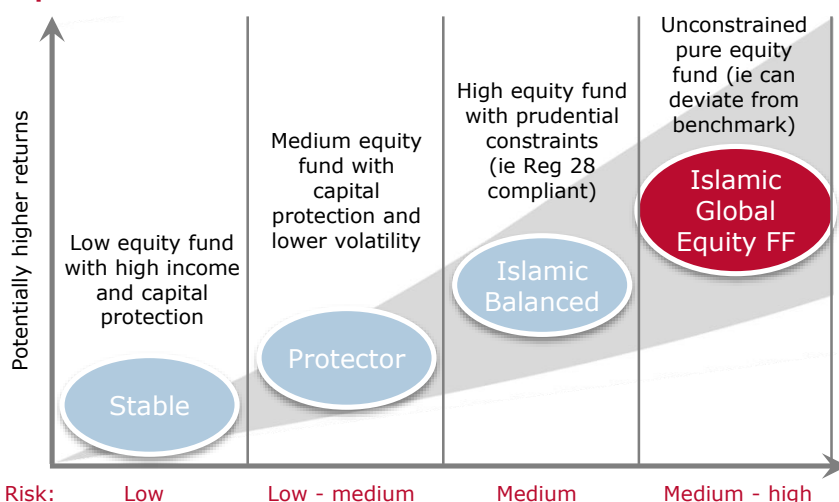 Potentially higher returns
Low equity fund
with high income
and capital
protection
Stable
Medium equity
fund with
capital
protection and
lower volatility
Protector
High equity fund
with prudential
constraints
(ie Reg 28
compliant)
Islamic
Balanced
Unconstrained
pure equity
fund (ie can
deviate from
benchmark)
Islamic
Global
Equity FF
Risk: Low Low - medium Medium Medium - high